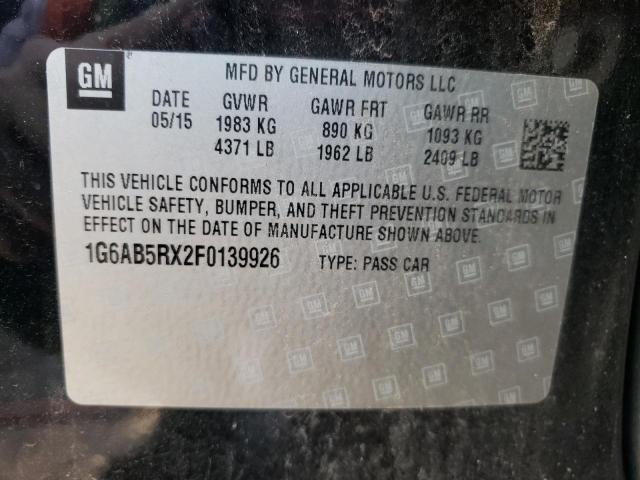 GM
MFD BY GENERAL MOTORS LLC
DATE GVWR GAWR FRT GAWR RR
05/15 1983 KG 890 KG 1093 KG
4371 LB 1962 LB 2409 LB
THIS VEHICLE CONFORMS TO ALL APPLICABLE U.S. FEDERAL MOTOR
VEHICLE SAFETY, BUMPER, AND THEFT PREVENTION STANDARDS IN
EFFECT ON THE DATE OF MANUFACTURE SHOWN ABOVE.
1G6AB5RX2F0139926 TYPE: PASS CAR